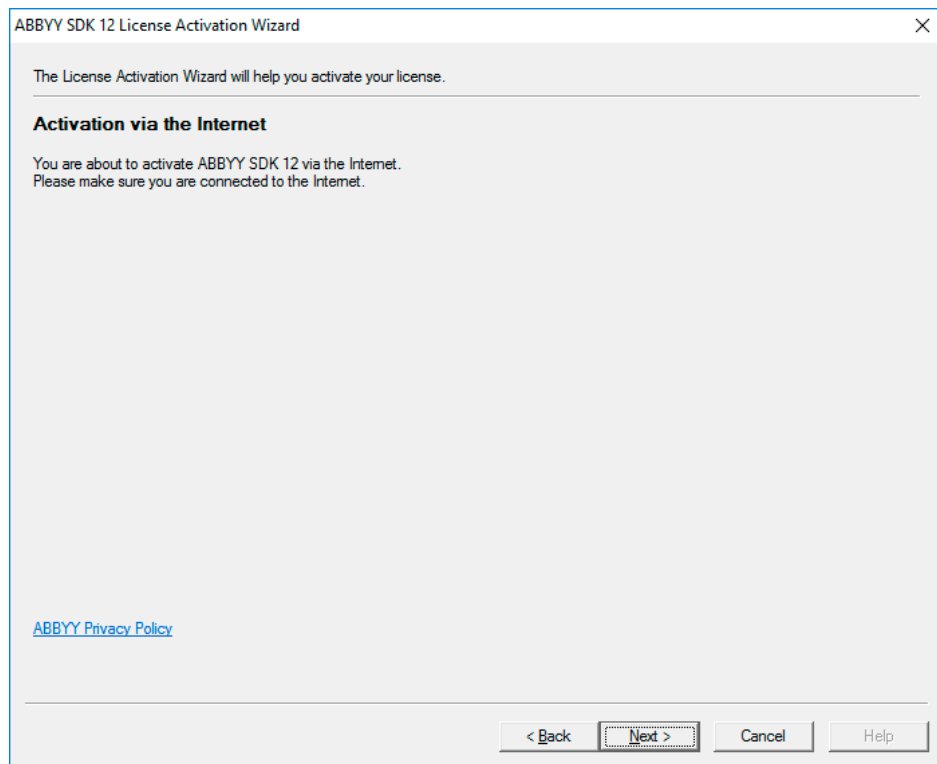 ABBYY SDK 12 License Activation Wizard
The License Activation Wizard will help you activate your license.
Activation via the Internet
You are about to activate ABBYY SDK 12 via the Internet.
Please make sure you are connected to the Internet.
ABBYY Privacy Policy
< Back Next > Cancel Help